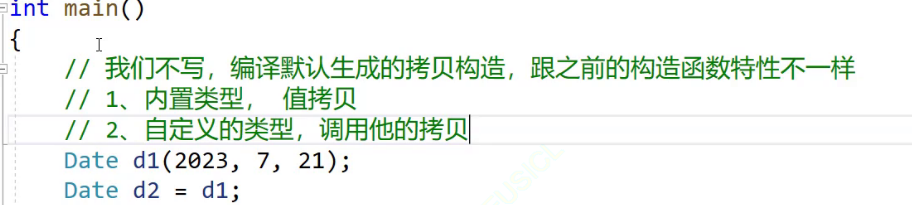 int main()
{
// 我们不写，编译默认生成的拷贝构造，跟之前的构造函数特性不一样
// 1、内置类型， 值拷贝
// 2、自定义的类型，调用他的拷贝
Date d1(2023, 7, 21);
Date d2 = d1;